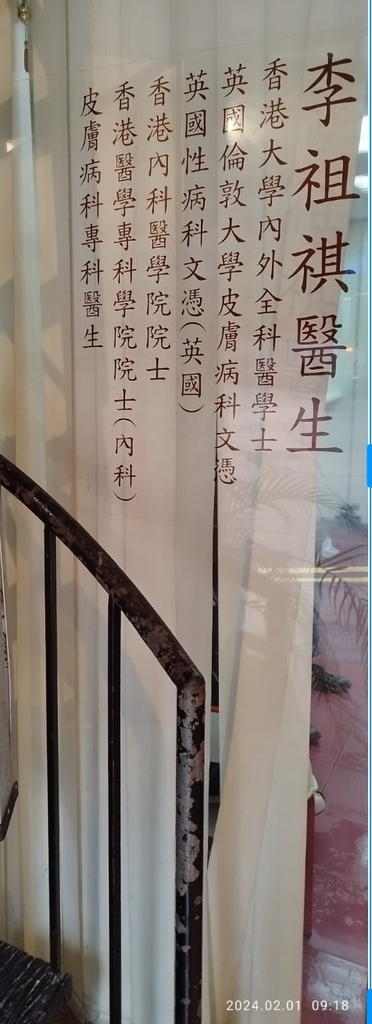 李祖祺醫生
香港大學內外全科醫學士
英國倫敦大學皮膚病科文憑
英國性病科文憑(英國)
香港內科醫學院院士
香港醫學專科學院院士(內科)
皮膚病科專科醫生
2024.02.01 09:18